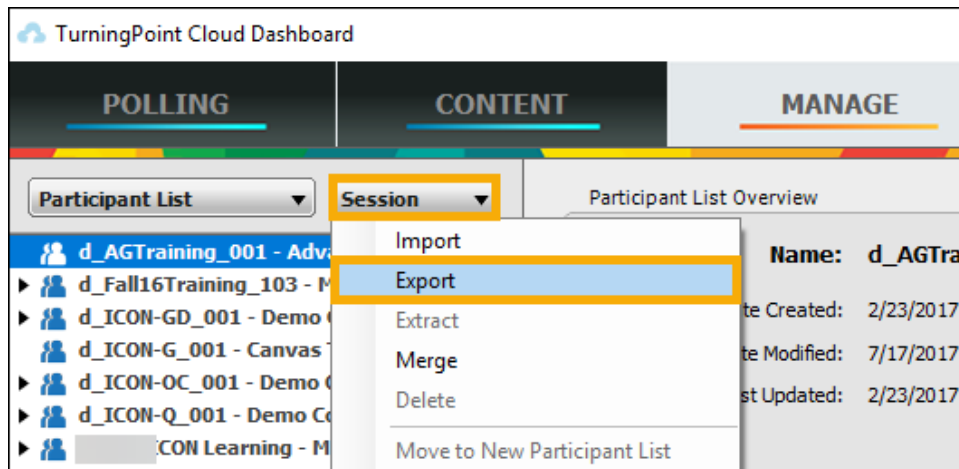 TurningPoint Cloud Dashboard
POLLING CONTENT MANAGE
Participant List Session Participant List Overview
Import
d_AGTraining_001 - Adva Name: d_AGTra
Export
d_Fall16Training_103 - M
d_ICON-GD_001 - Demo te Created: 2/23/2017
Extract
d_ICON-G_001 - Canvas te Modified: 7/17/2017
Merge
d_ICON-OC_001 - Demo st Updated: 2/23/2017
Delete
d_ICON-Q_001 - Demo Co
ICON Learning - M
Move to New Participant List